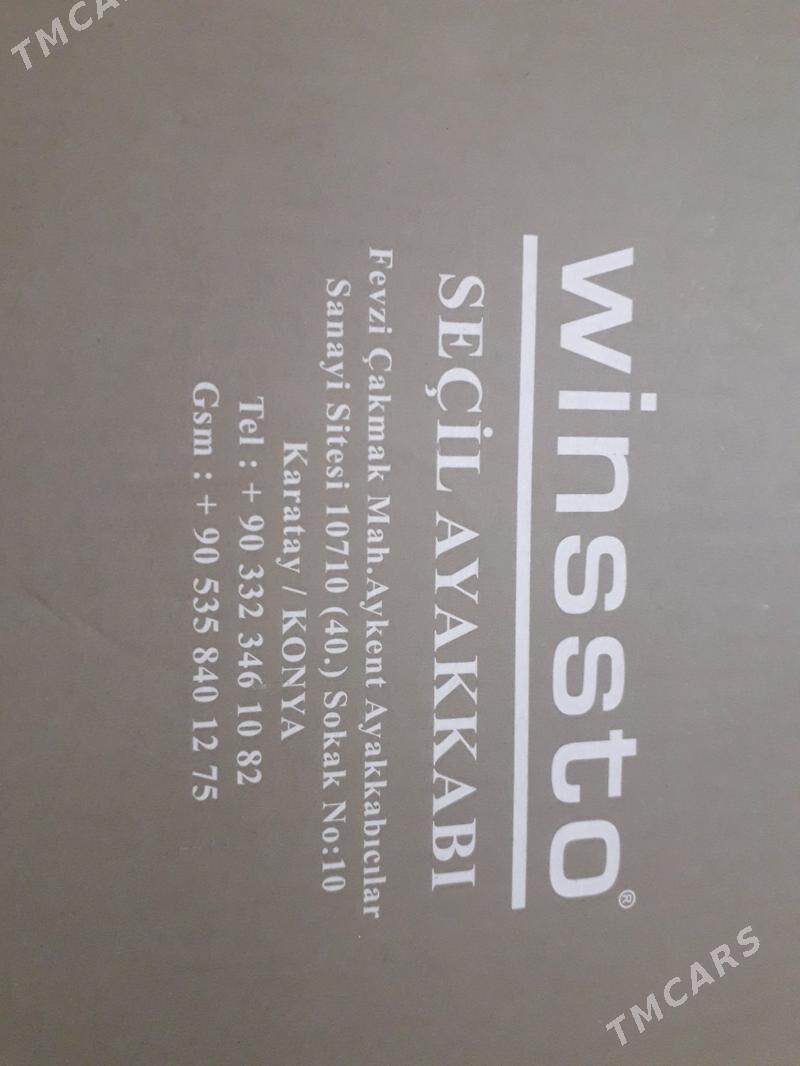 TMCARS
winssto®
SEÇİL AYAKKABI
Fevzi Çakmak Mah.Aykent Ayakkabıcılar
Sanayi Sitesi 10710 (40.) Sokak No:10
Karatay / KONYA
Tel : + 90 332 346 10 82
Gsm : + 90 535 840 12 75
TMCARS